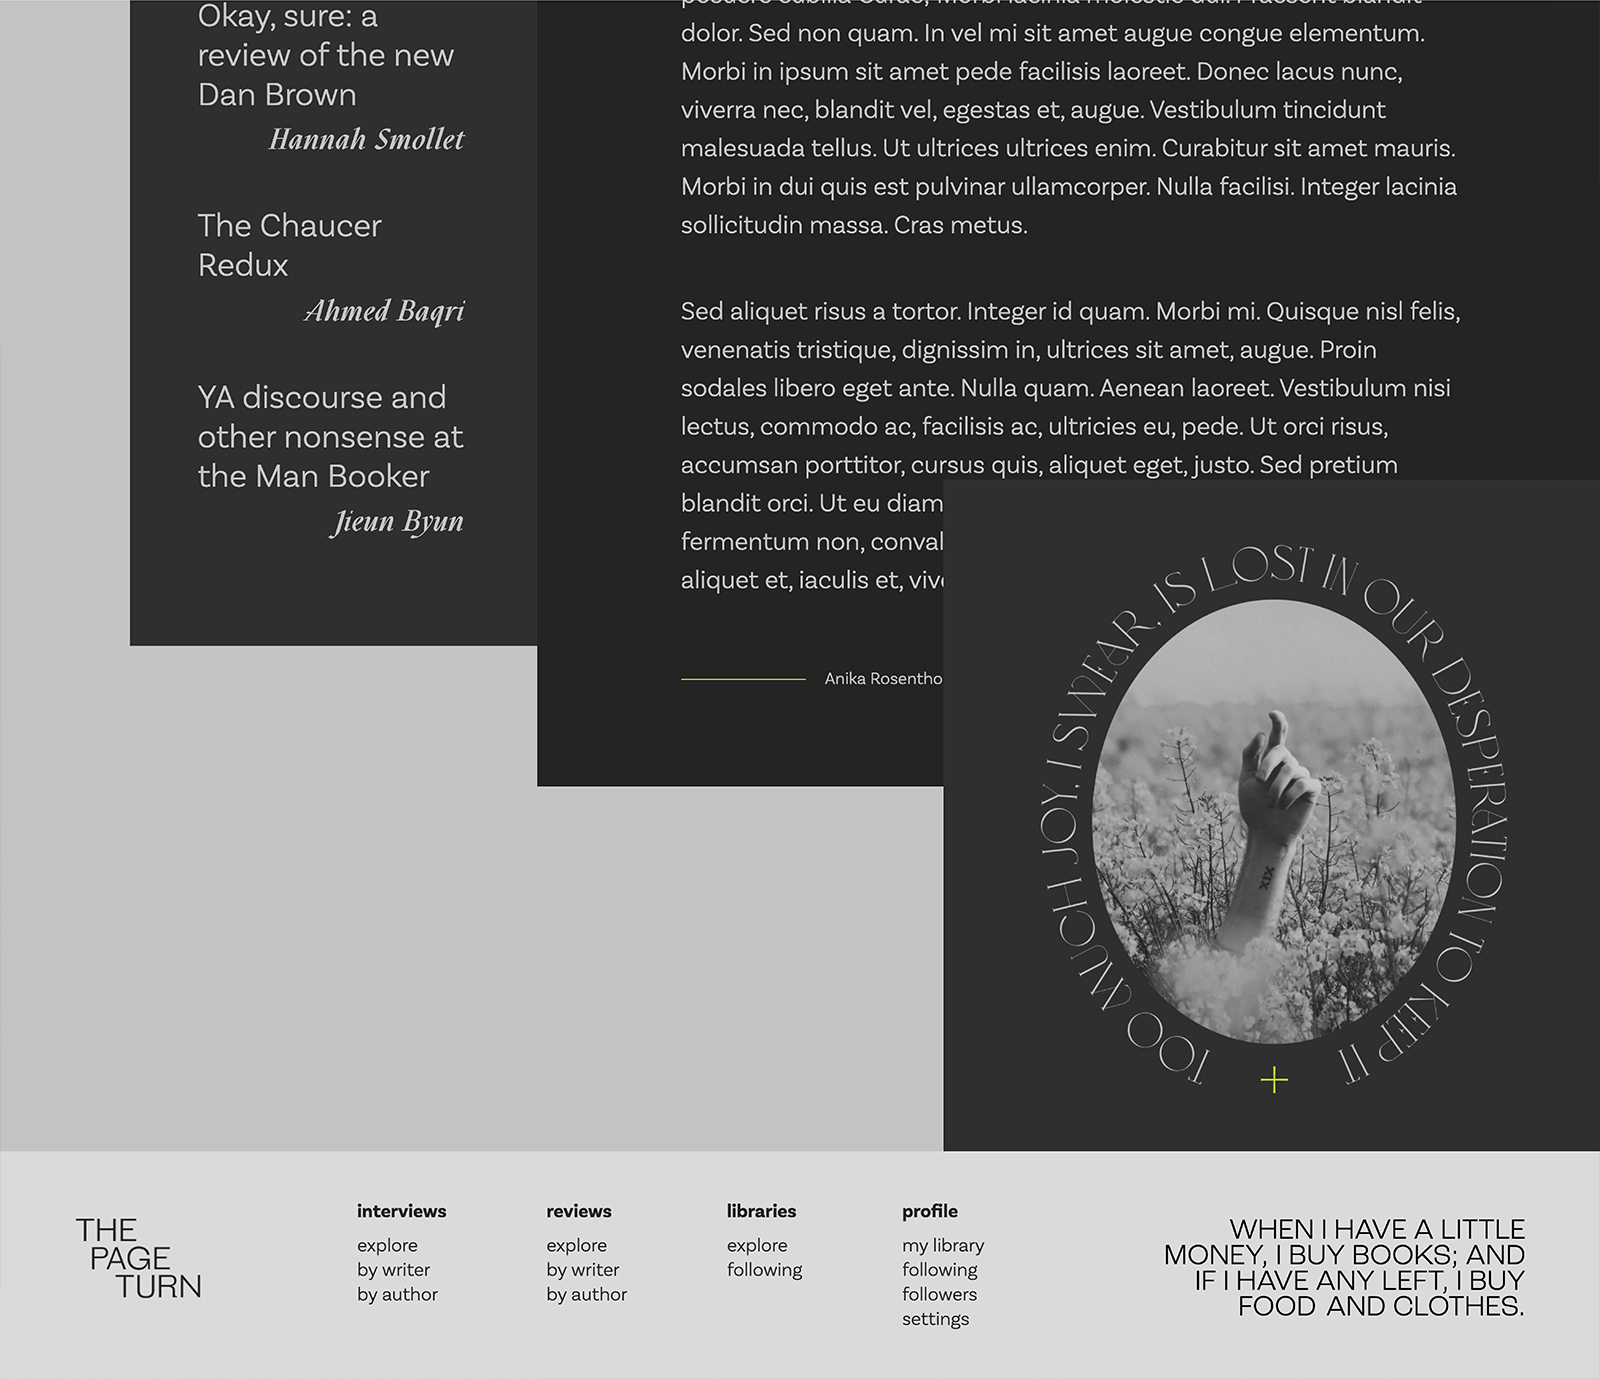 Okay, sure: a
review of the new
Dan Brown
Hannah Smollet
The Chaucer
Redux
Ahmed Baqri
YA discourse and
other nonsense at
the Man Booker
Jieun Byun
dolor. Sed non quam. In vel mi sit amet augue congue elementum.
Morbi in ipsum sit amet pede facilisis laoreet. Donec lacus nunc,
viverra nec, blandit vel, egestas et, augue. Vestibulum tincidunt
malesuada tellus. Ut ultrices ultrices enim. Curabitur sit amet mauris.
Morbi in dui quis est pulvinar ullamcorper. Nulla facilisi. Integer lacinia
sollicitudin massa. Cras metus.
Sed aliquet risus a tortor. Integer id quam. Morbi mi. Quisque nisl felis,
venenatis tristique, dignissim in, ultrices sit amet, augue. Proin
sodales libero eget ante. Nulla quam. Aenean laoreet. Vestibulum nisi
lectus, commodo ac, facilisis ac, ultricies eu, pede. Ut orci risus,
accumsan porttitor, cursus quis, aliquet eget, justo. Sed pretium
blandit orci. Ut eu diam
fermentum non, conval
aliquet et, iaculis et, viv
Anika Rosentho
TOO MUCH JOY, I SWEAR, IS LOST IN OUR DESPERATION TO KEEP IT
XIX
THE
PAGE
TURN
interviews
explore
by writer
by author
reviews
explore
by writer
by author
libraries
explore
following
profile
my library
following
followers
settings
WHEN I HAVE A LITTLE
MONEY, I BUY BOOKS; AND
IF I HAVE ANY LEFT, I BUY
FOOD AND CLOTHES.